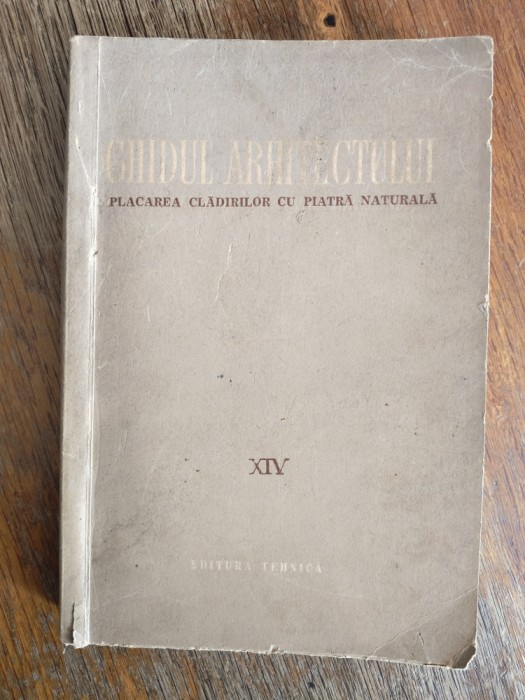 GHIDUL ARHITECTULUI
PLACAREA CLĂDIRILOR CU PIATRĂ NATURALĂ
XIV
EDITURA TEHNICĂ